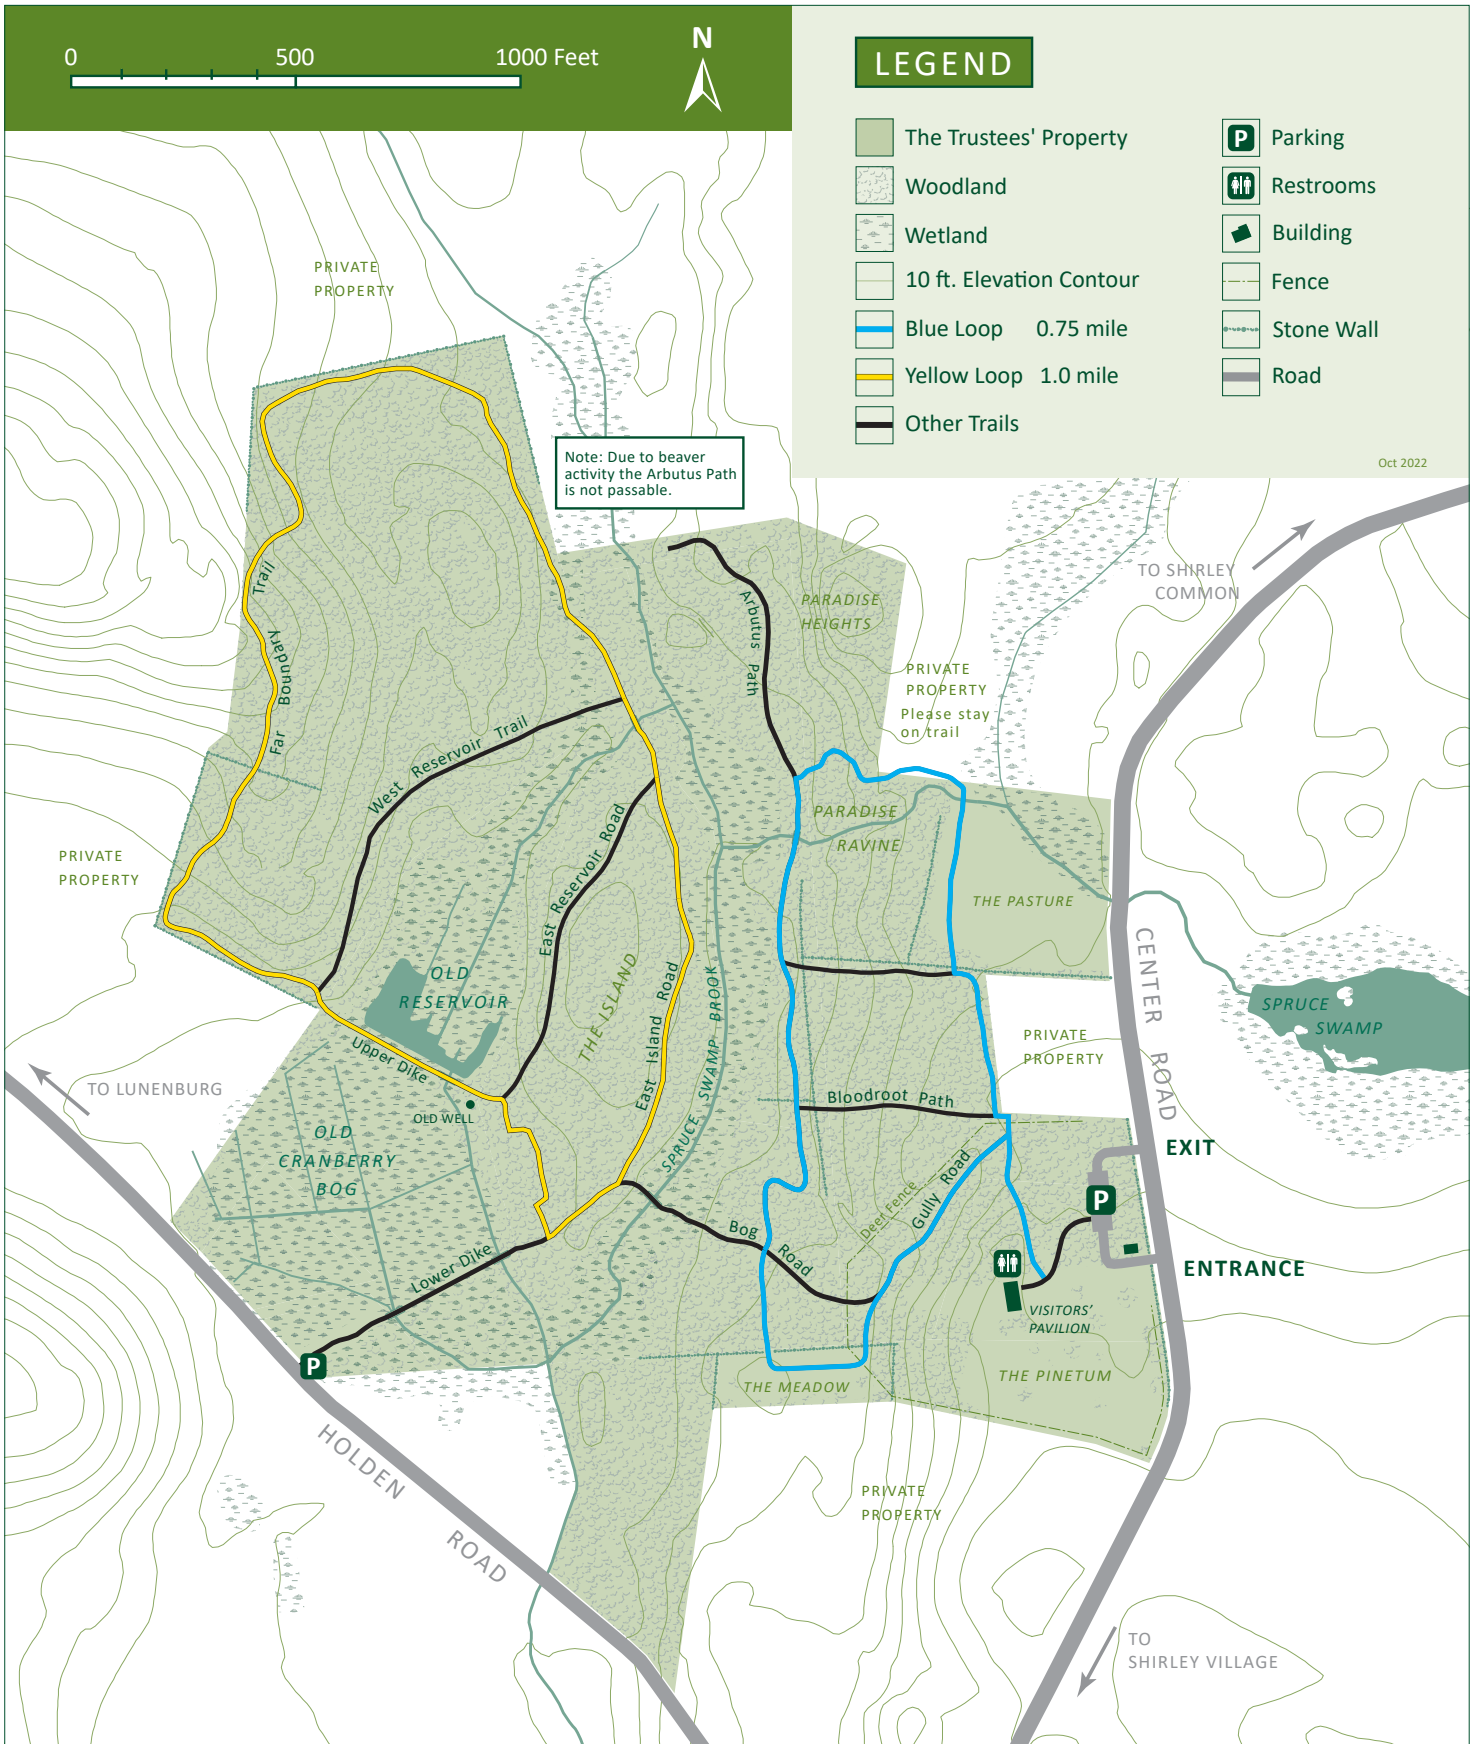 0 500 1000 Feet
N
LEGEND
The Trustees' Property
Woodland
Wetland
10 ft. Elevation Contour
Blue Loop 0.75 mile
Yellow Loop 1.0 mile
Other Trails
P Parking
Restrooms
Building
Fence
Stone Wall
Road
Oct 2022
PRIVATE
PROPERTY
Note: Due to beaver
activity the Arbutus Path
is not passable.
TO SHIRLEY
COMMON
PARADISE
HEIGHTS
Arbutus Path
PRIVATE
PROPERTY
Please stay
on trail
Far Boundary Trail
West Reservoir Trail
East Reservoir Road
PARADISE
RAVINE
PRIVATE
PROPERTY
THE PASTURE
OLD
RESERVOIR
THE ISLAND
East Island Road
SPRUCE SWAMP BROOK
CENTER ROAD
SPRUCE
SWAMP
PRIVATE
PROPERTY
Upper Dike
TO LUNENBURG
OLD WELL
Bloodroot Path
OLD
CRANBERRY
BOG
EXIT
P
Deer Fence
Gully Road
Bog Road
Lower Dike
ENTRANCE
VISITORS'
PAVILION
P
THE MEADOW
THE PINETUM
HOLDEN ROAD
PRIVATE
PROPERTY
TO
SHIRLEY VILLAGE